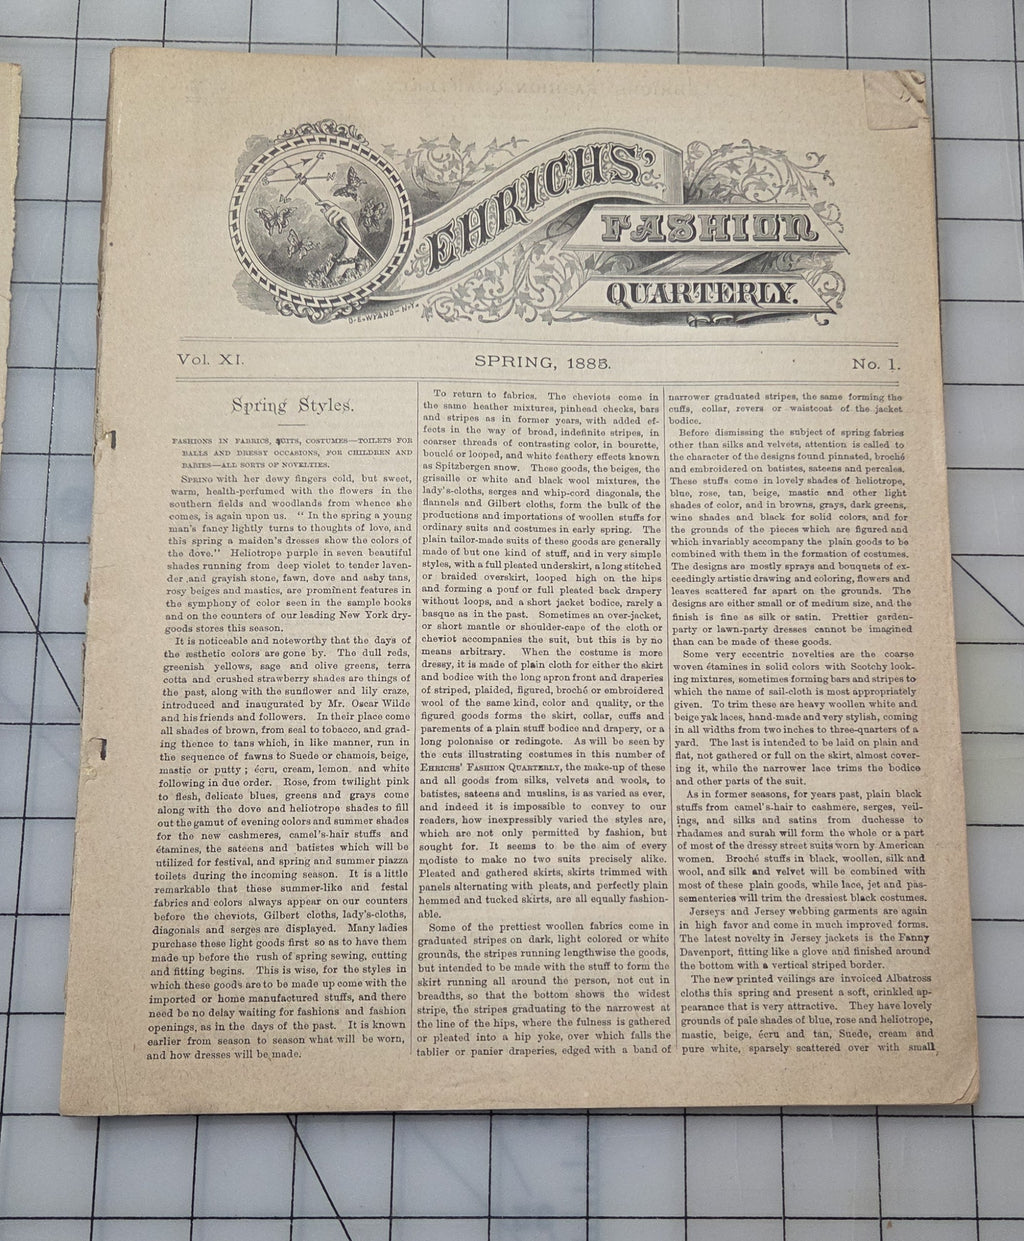 EHRICHS'
FASHION
QUARTERLY.
Vol. XI.
SPRING, 1885.
No. 1.
Spring Styles.
FASHIONS IN FABRICS, SUITS, COSTUMES—TOILETS FOR
BALLS AND DRESSY OCCASIONS, FOR CHILDREN AND
BABIES—ALL SORTS OF NOVELTIES.
SPRING with her dewy fingers cold, but sweet,
warm, health-perfumed with the flowers in the
southern fields and woodlands from whence she
comes, is again upon us. “ In the spring a young
man's fancy lightly turns to thoughts of love, and
this spring a maiden's dresses show the colors of
the dove.” Heliotrope purple in seven beautiful
shades running from deep violet to tender laven-
der and grayish stone, fawn, dove and ashy tans,
rosy beiges and mastics, are prominent features in
the symphony of color seen in the sample books
and on the counters of our leading New York dry-
goods stores this season.
It is noticeable and noteworthy that the days of
the æsthetic colors are gone by. The dull reds,
greenish yellows, sage and olive greens, terra
cotta and crushed strawberry shades are things of
the past, along with the sunflower and lily craze,
introduced and inaugurated by Mr. Oscar Wilde
and his friends and followers. In their place come
all shades of brown, from seal to tobacco, and grad-
ing thence to tans which, in like manner, run in
the sequence of fawns to Suede or chamois, beige,
mastic or putty ; écru, cream, lemon and white
following in due order. Rose, from twilight pink
to flesh, delicate blues, greens and grays come
along with the dove and heliotrope shades to fill
out the gamut of evening colors and summer shades
for the new cashmeres, camel's-hair stuffs and
étamines, the sateens and batistes which will be
utilized for festival, and spring and summer piazza
toilets during the incoming season. It is a little
remarkable that these summer-like and festal
fabrics and colors always appear on our counters
before the cheviots, Gilbert cloths, lady's-cloths,
diagonals and serges are displayed. Many ladies
purchase these light goods first so as to have them
made up before the rush of spring sewing, cutting
and fitting begins. This is wise, for the styles in
which these goods are to be made up come with the
imported or home manufactured stuffs, and there
need be no delay waiting for fashions and fashion
openings, as in the days of the past. It is known
earlier from season to season what will be worn,
and how dresses will be made.
To return to fabrics. The cheviots come in
the same heather mixtures, pinhead checks, bars
and stripes as in former years, with added ef-
fects in the way of broad, indefinite stripes, in
coarser threads of contrasting color, in bourette,
bouclé or looped, and white feathery effects known
as Spitzbergen snow. These goods, the beiges, the
grisaille or white and black wool mixtures, the
lady's-cloths, serges and whip-cord diagonals, the
flannels and Gilbert cloths, form the bulk of the
productions and importations of woollen stuffs for
ordinary suits and costumes in early spring. The
plain tailor-made suits of these goods are generally
made of but one kind of stuff, and in very simple
styles, with a full pleated underskirt, a long stitched
or braided overskirt, looped high on the hips
and forming a pouf or full pleated back drapery
without loops, and a short jacket bodice, rarely a
basque as in the past. Sometimes an over-jacket,
or short mantle or shoulder-cape of the cloth or
cheviot accompanies the suit, but this is by no
means arbitrary. When the costume is more
dressy, it is made of plain cloth for either the skirt
and bodice with the long apron front and draperies
of striped, plaided, figured, broché or embroidered
wool of the same kind, color and quality, or the
figured goods forms the skirt, collar, cuffs and
parements of a plain stuff bodice and drapery, or a
long polonaise or redingote. As will be seen by
the cuts illustrating costumes in this number of
EHRICHS' FASHION QUARTERLY, the make-up of these
and all goods from silks, velvets and wools, to
batistes, sateens and muslins, is as varied as ever,
and indeed it is impossible to convey to our
readers, how inexpressibly varied the styles are,
which are not only permitted by fashion, but
sought for. It seems to be the aim of every
modiste to make no two suits precisely alike.
Pleated and gathered skirts, skirts trimmed with
panels alternating with pleats, and perfectly plain
hemmed and tucked skirts, are all equally fashion-
able.
Some of the prettiest woollen fabrics come in
graduated stripes on dark, light colored or white
grounds, the stripes running lengthwise the goods,
but intended to be made with the stuff to form the
skirt running all around the person, not cut in
breadths, so that the bottom shows the widest
stripe, the stripes graduating to the narrowest at
the line of the hips, where the fulness is gathered
or pleated into a hip yoke, over which falls the
tablier or panier draperies, edged with a band of
narrower graduated stripes, the same forming the
cuffs, collar, revers or waistcoat of the jacket
bodice.
Before dismissing the subject of spring fabrics
other than silks and velvets, attention is called to
the character of the designs found pinnated, broché
and embroidered on batistes, sateens and percales.
These stuffs come in lovely shades of heliotrope,
blue, rose, tan, beige, mastic and other light
shades of color, and in browns, grays, dark greens,
wine shades and black for solid colors, and for
the grounds of the pieces which are figured and
which invariably accompany the plain goods to be
combined with them in the formation of costumes.
The designs are mostly sprays and bouquets of ex-
ceedingly artistic drawing and coloring, flowers and
leaves scattered far apart on the grounds. The
designs are either small or of medium size, and the
finish is fine as silk or satin. Prettier garden-
party or lawn-party dresses cannot be imagined
than can be made of these goods.
Some very eccentric novelties are the coarse
woven étamines in solid colors with Scotchy look-
ing mixtures, sometimes forming bars and stripes to
which the name of sail-cloth is most appropriately
given. To trim these are heavy woollen white and
beige yak laces, hand-made and very stylish, coming
in all widths from two inches to three-quarters of a
yard. The last is intended to be laid on plain and
flat, not gathered or full on the skirt, almost cover-
ing it, while the narrower lace trims the bodice
and other parts of the suit.
As in former seasons, for years past, plain black
stuffs from camel's-hair to cashmere, serges, veil-
ings, and silks and satins from duchesse to
rhadames and surah will form the whole or a part
of most of the dressy street suits worn by American
women. Broché stuffs in black, woollen, silk and
wool, and silk and velvet will be combined with
most of these plain goods, while lace, jet and pas-
sementeries will trim the dressiest black costumes.
Jerseys and Jersey webbing garments are again
in high favor and come in much improved forms.
The latest novelty in Jersey jackets is the Fanny
Davenport, fitting like a glove and finished around
the bottom with a vertical striped border.
The new printed veilings are invoiced Albatross
cloths this spring and present a soft, crinkled ap-
pearance that is very attractive. They have lovely
grounds of pale shades of blue, rose and heliotrope,
mastic, beige, écru and tan, Suede, cream and
pure white, sparsely scattered over with small